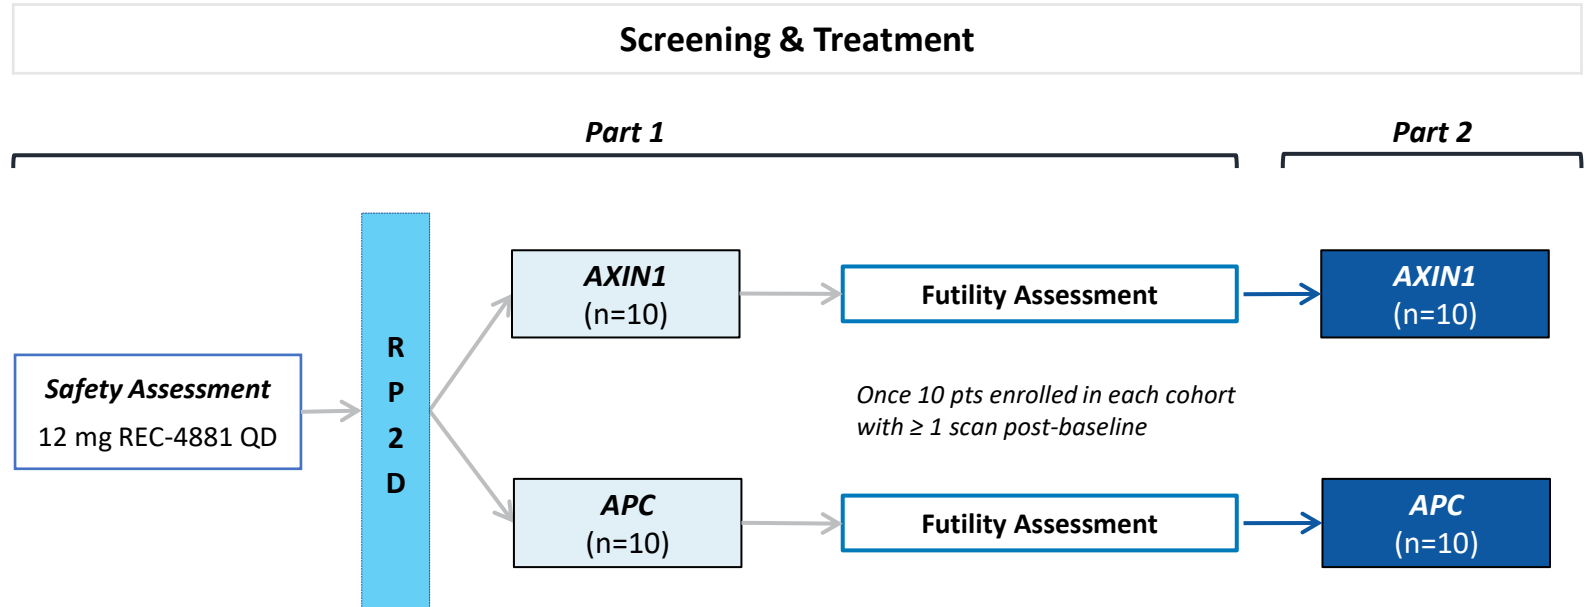 Screening & Treatment
Part 1
Part 2
Safety Assessment
12 mg REC-4881 QD
R
P
2
D
AXIN1
(n=10)
Futility Assessment
AXIN1
(n=10)
Once 10 pts enrolled in each cohort
with ≥ 1 scan post-baseline
APC
(n=10)
Futility Assessment
APC
(n=10)